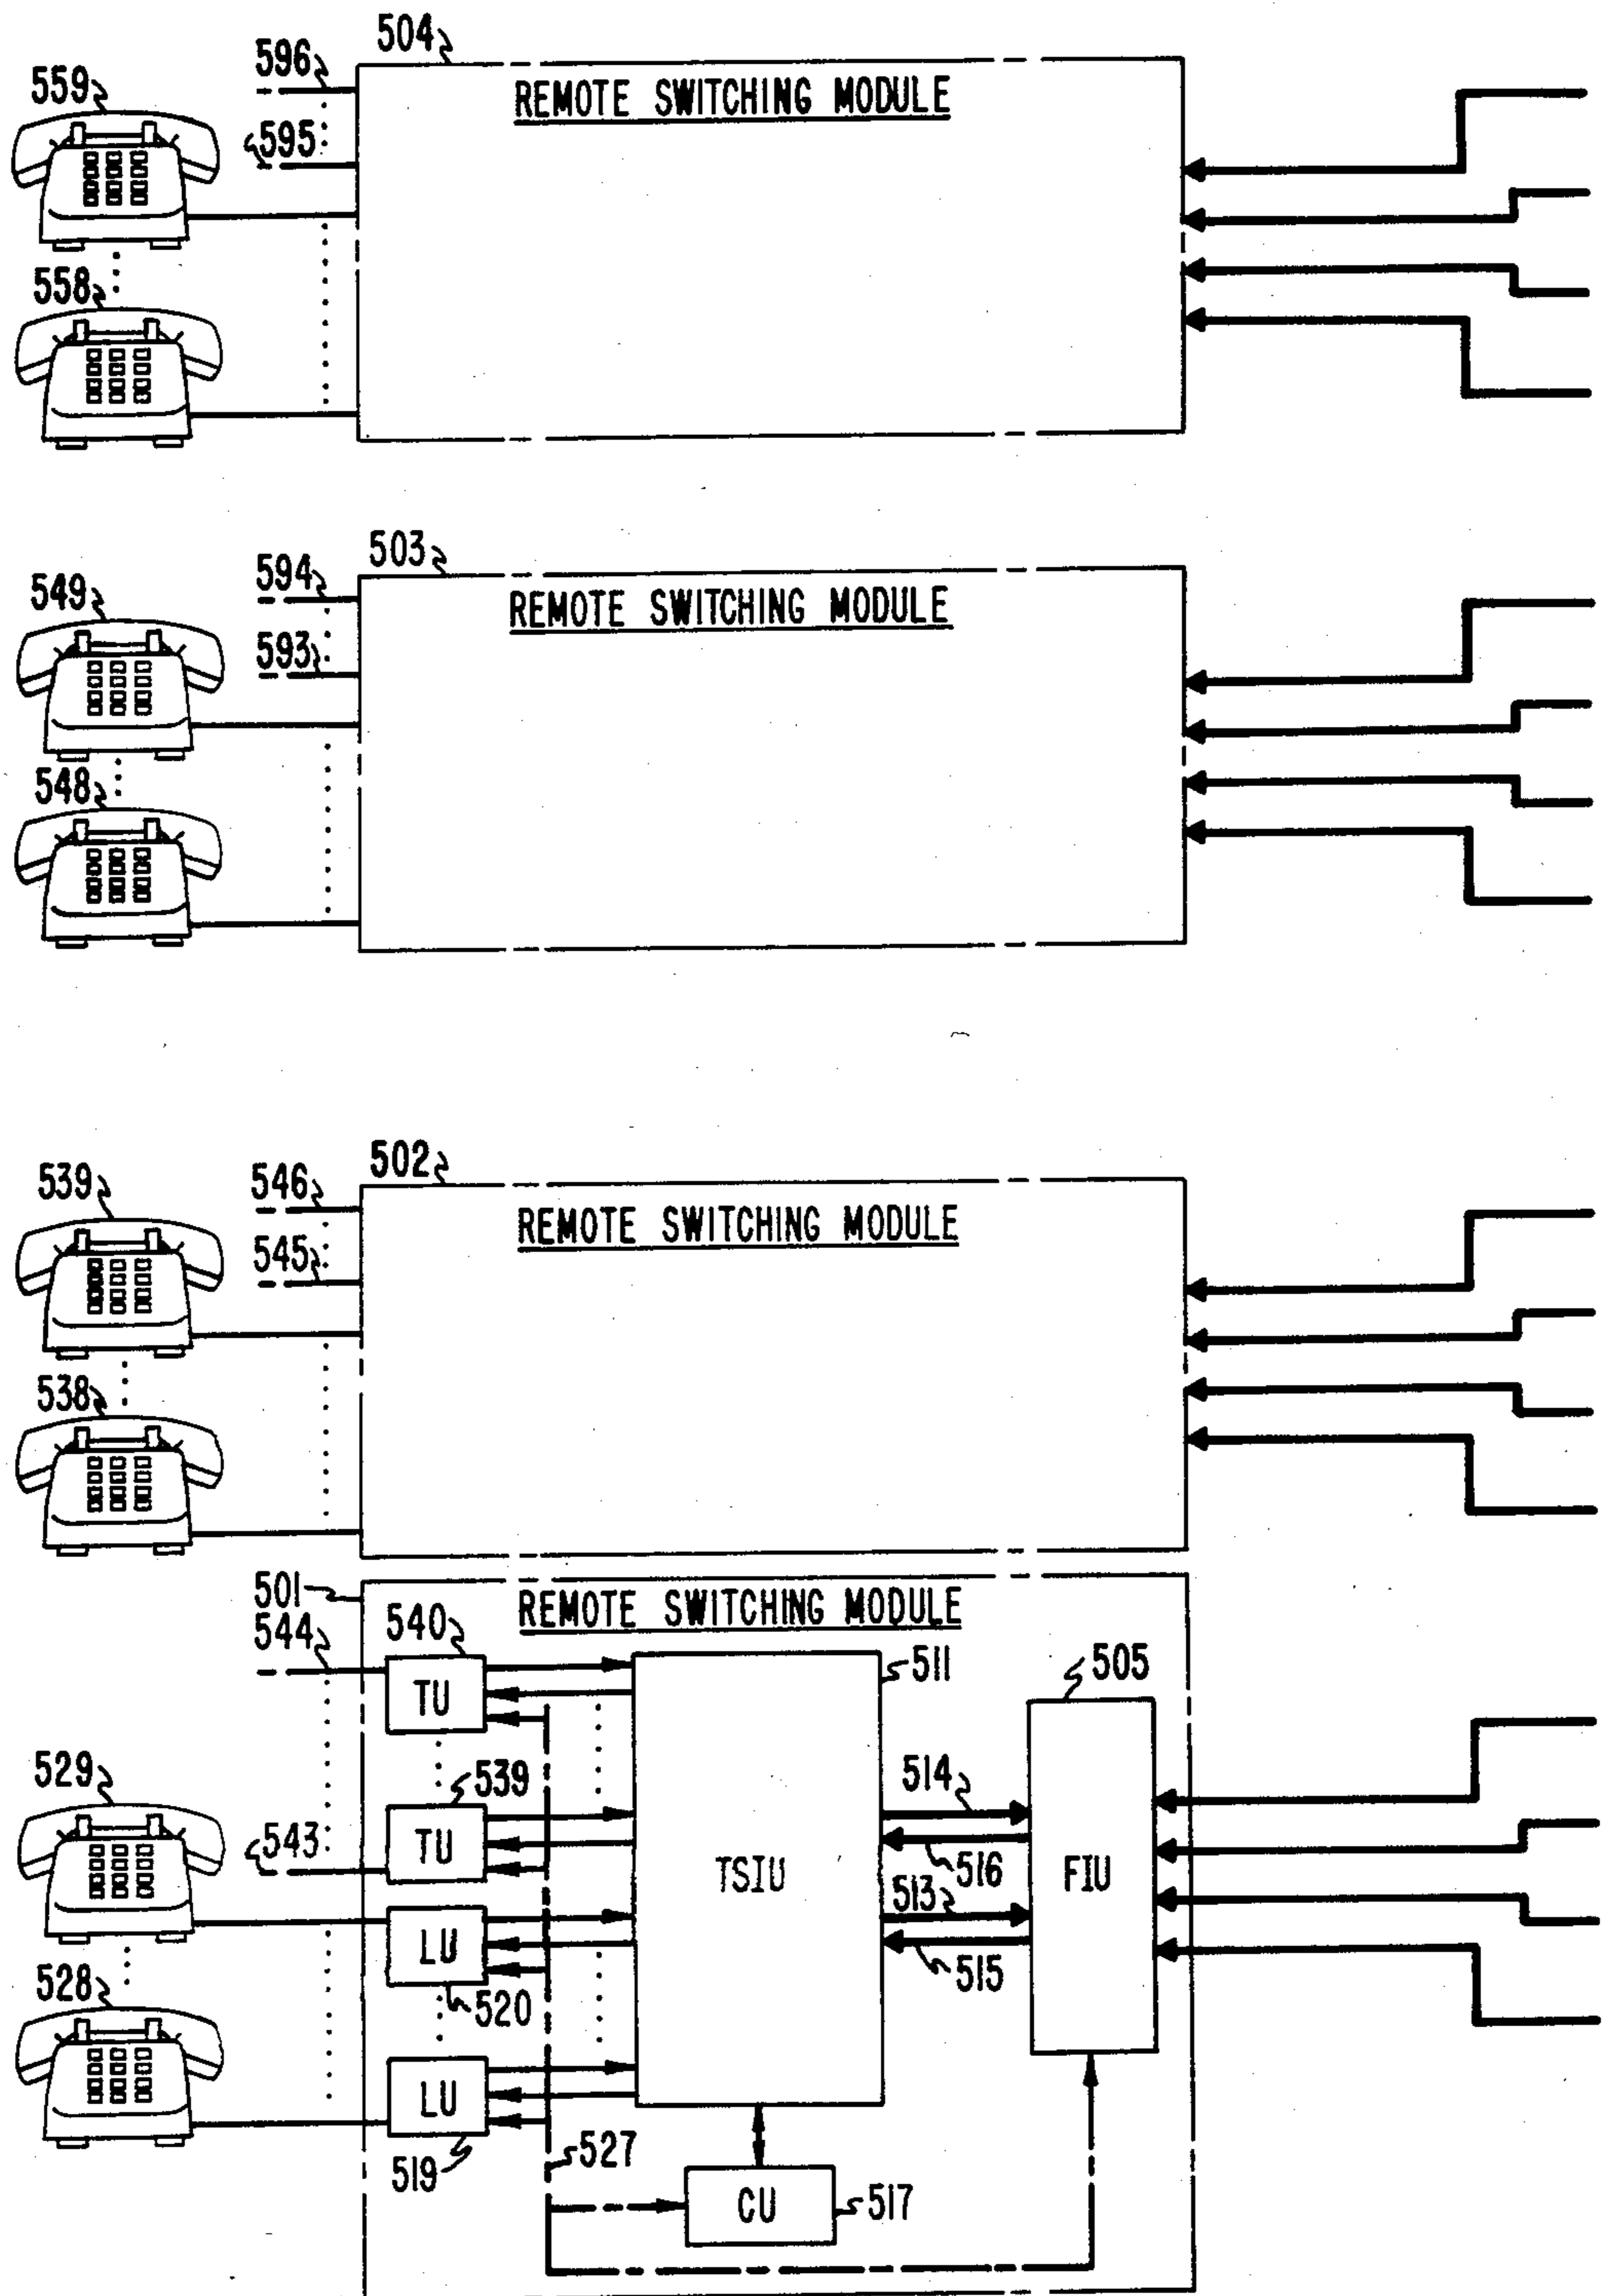 504
596
559
REMOTE SWITCHING MODULE
595
558
503
594
549
REMOTE SWITCHING MODULE
593
548
502
546
539
REMOTE SWITCHING MODULE
545
538
501
REMOTE SWITCHING MODULE
544
540
511
505
TU
529
539
514
543
TU
TSIU
516
FIU
513
LU
515
528
520
LU
519
527
CU
517